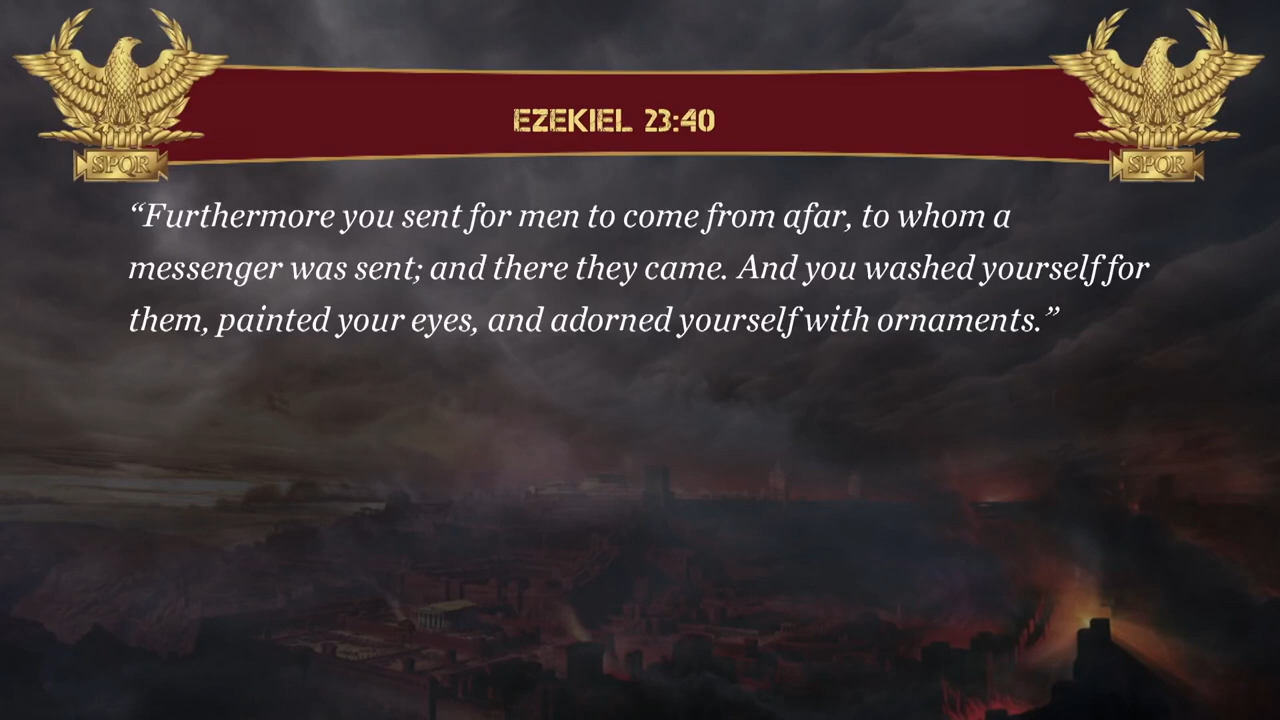 EZEKIEL 23:40
SPQR
SPQR
“Furthermore you sent for men to come from afar, to whom a
messenger was sent; and there they came. And you washed yourself for
them, painted your eyes, and adorned yourself with ornaments.”